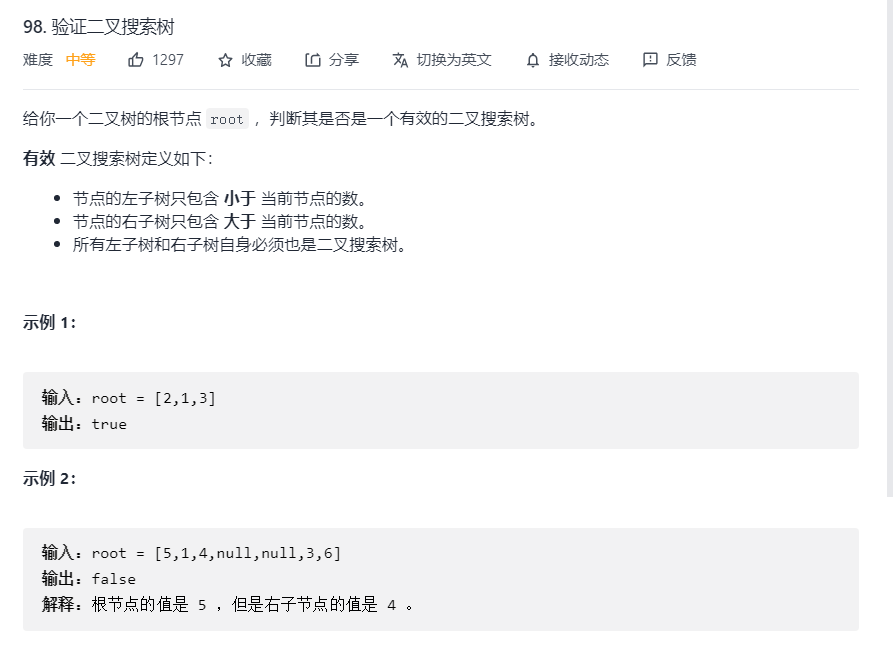 98. 验证二叉搜索树
难度 中等 1297 收藏 分享 切换为英文 接收动态 反馈
给你一个二叉树的根节点 root ，判断其是否是一个有效的二叉搜索树。
有效 二叉搜索树定义如下：
• 节点的左子树只包含 小于 当前节点的数。
• 节点的右子树只包含 大于 当前节点的数。
• 所有左子树和右子树自身必须也是二叉搜索树。
示例 1：
输入：root = [2,1,3]
输出：true
示例 2：
输入：root = [5,1,4,null,null,3,6]
输出：false
解释：根节点的值是 5 ，但是右子节点的值是 4 。